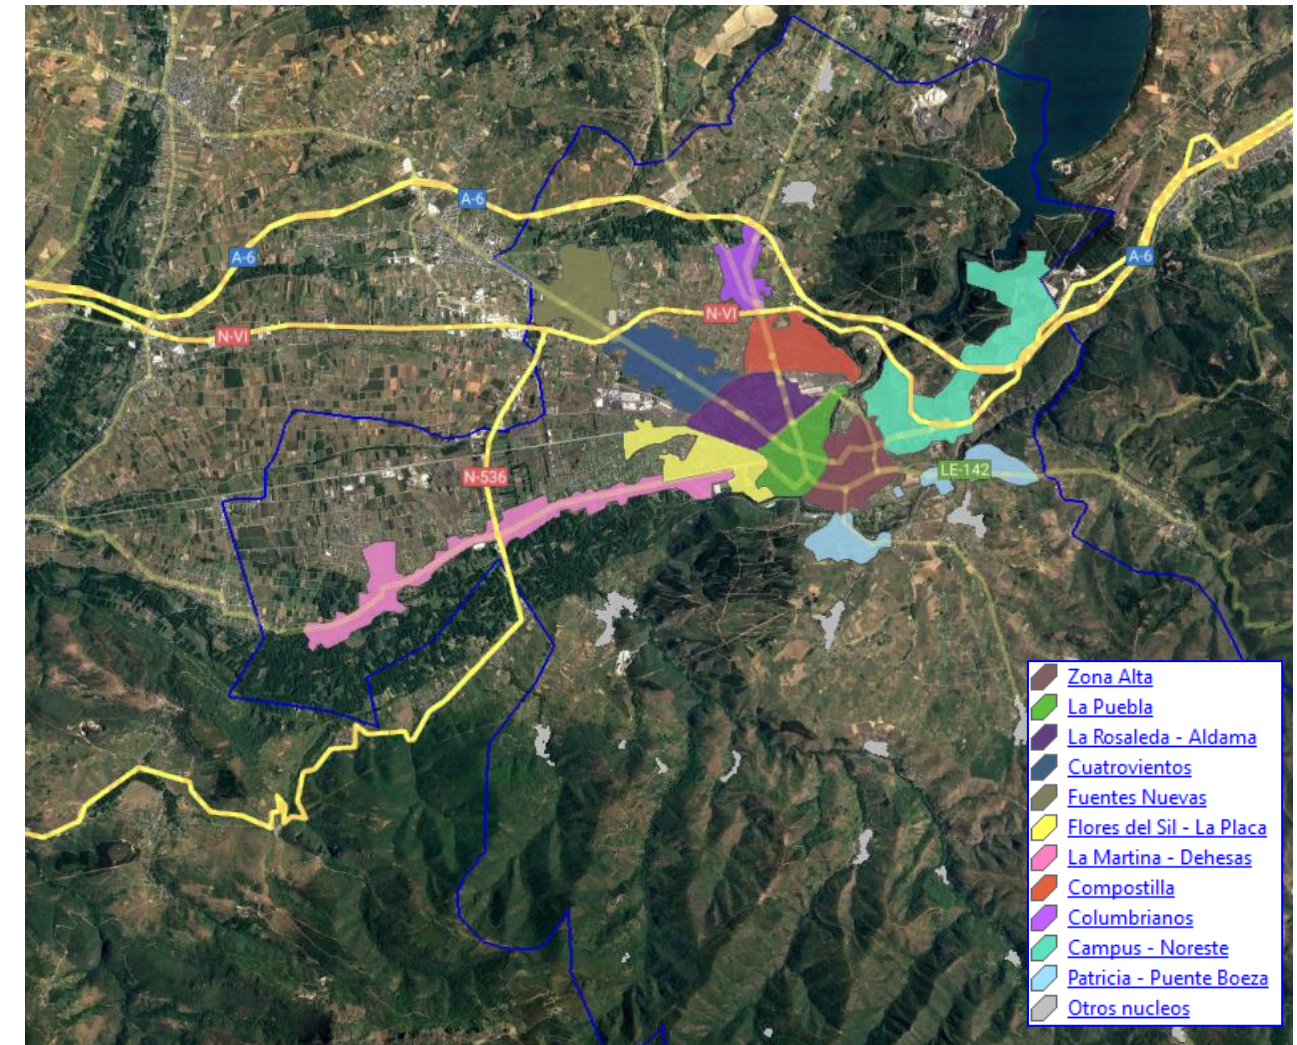 A-6
A-6
A-6
N-VI
N-VI
N-536
LE-142
Zona Alta
La Puebla
La Rosaleda - Aldama
Cuatrovientos
Fuentes Nuevas
Flores del Sil - La Placa
La Martina - Dehesas
Compostilla
Columbrianos
Campus - Noreste
Patricia - Puente Boeza
Otros nucleos